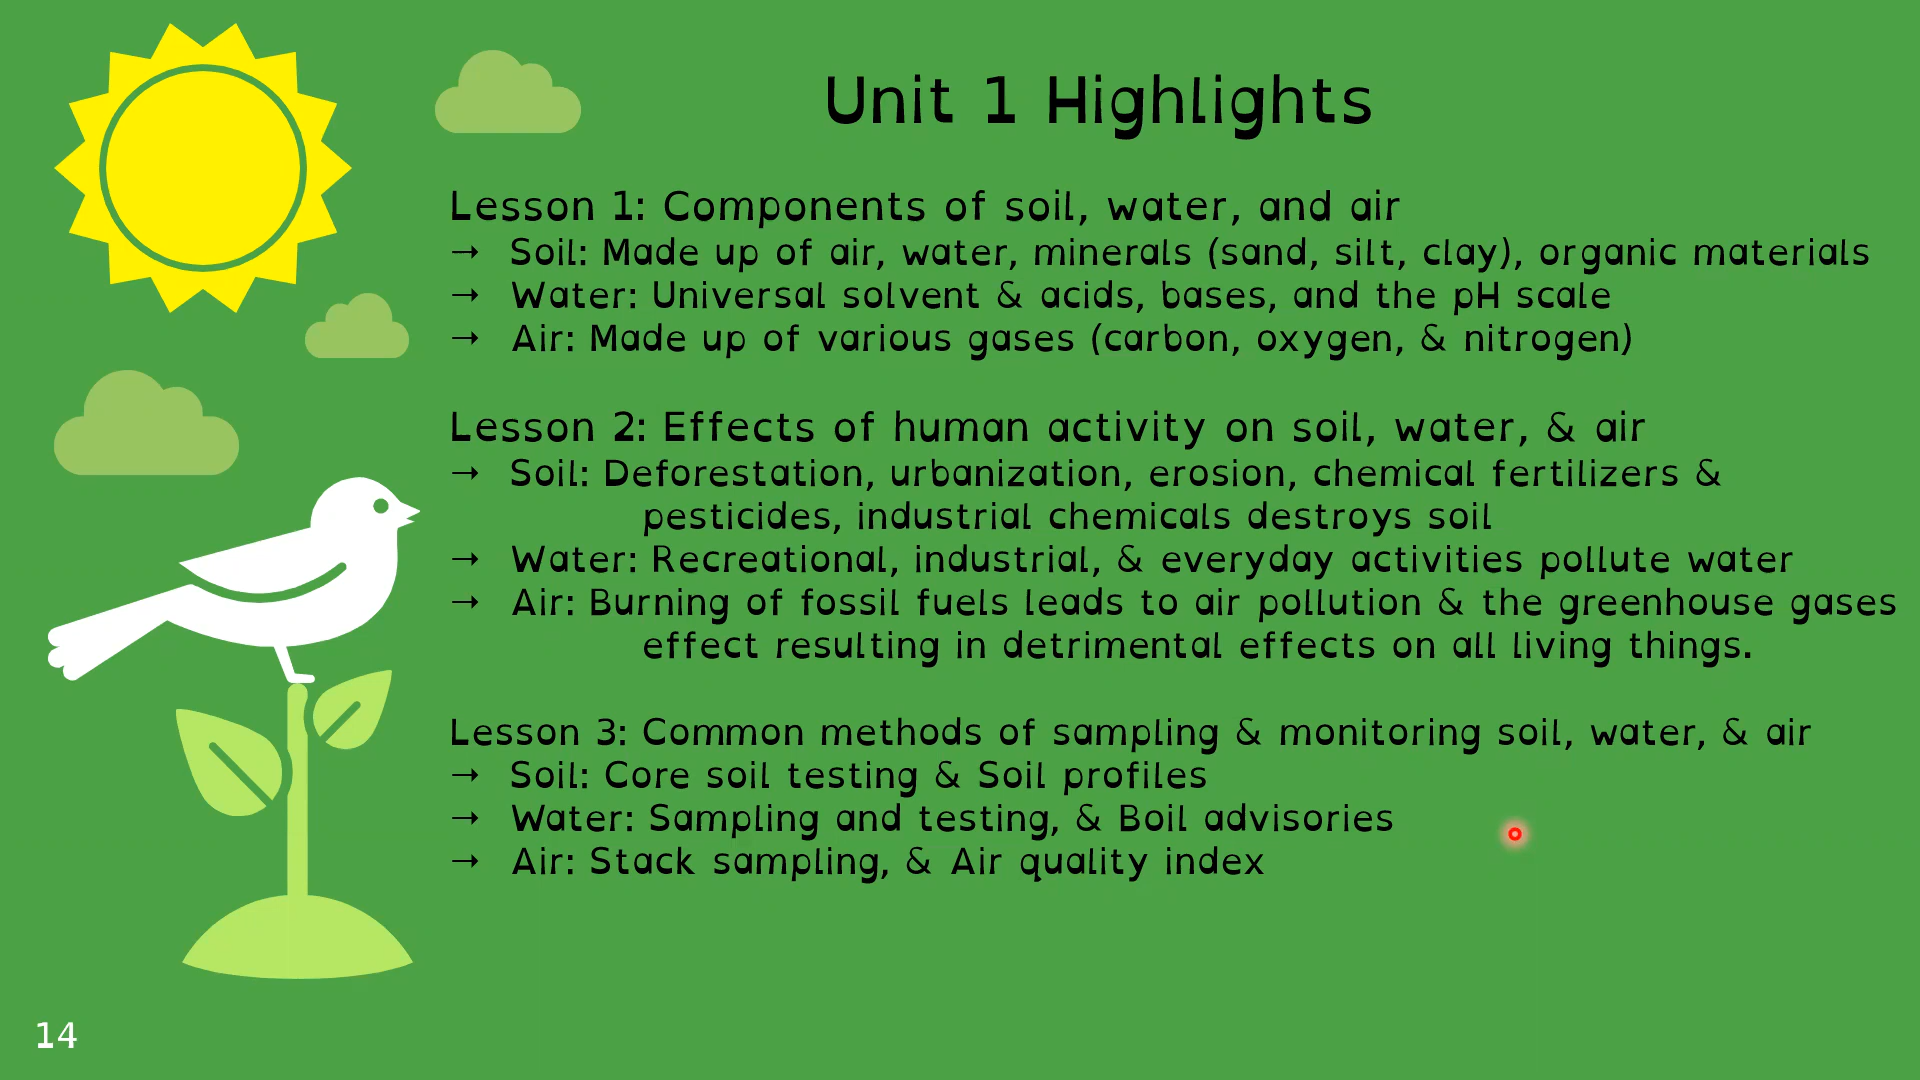 Unit 1 Highlights
Lesson 1: Components of soil, water, and air
→ Soil: Made up of air, water, minerals (sand, silt, clay), organic materials
→ Water: Universal solvent & acids, bases, and the pH scale
→ Air: Made up of various gases (carbon, oxygen, & nitrogen)
Lesson 2: Effects of human activity on soil, water, & air
→ Soil: Deforestation, urbanization, erosion, chemical fertilizers &
pesticides, industrial chemicals destroys soil
→ Water: Recreational, industrial, & everyday activities pollute water
→ Air: Burning of fossil fuels leads to air pollution & the greenhouse gases
effect resulting in detrimental effects on all living things.
Lesson 3: Common methods of sampling & monitoring soil, water, & air
→ Soil: Core soil testing & Soil profiles
→ Water: Sampling and testing, & Boil advisories
→ Air: Stack sampling, & Air quality index
14